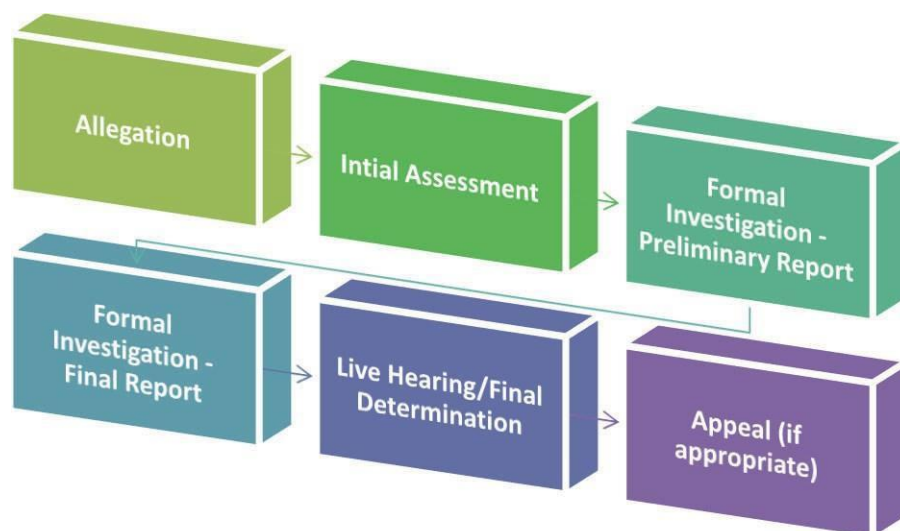 Allegation
Intial Assessment
Formal
Investigation -
Preliminary Report
Formal
Investigation -
Final Report
Live Hearing/Final
Determination
Appeal (if
appropriate)